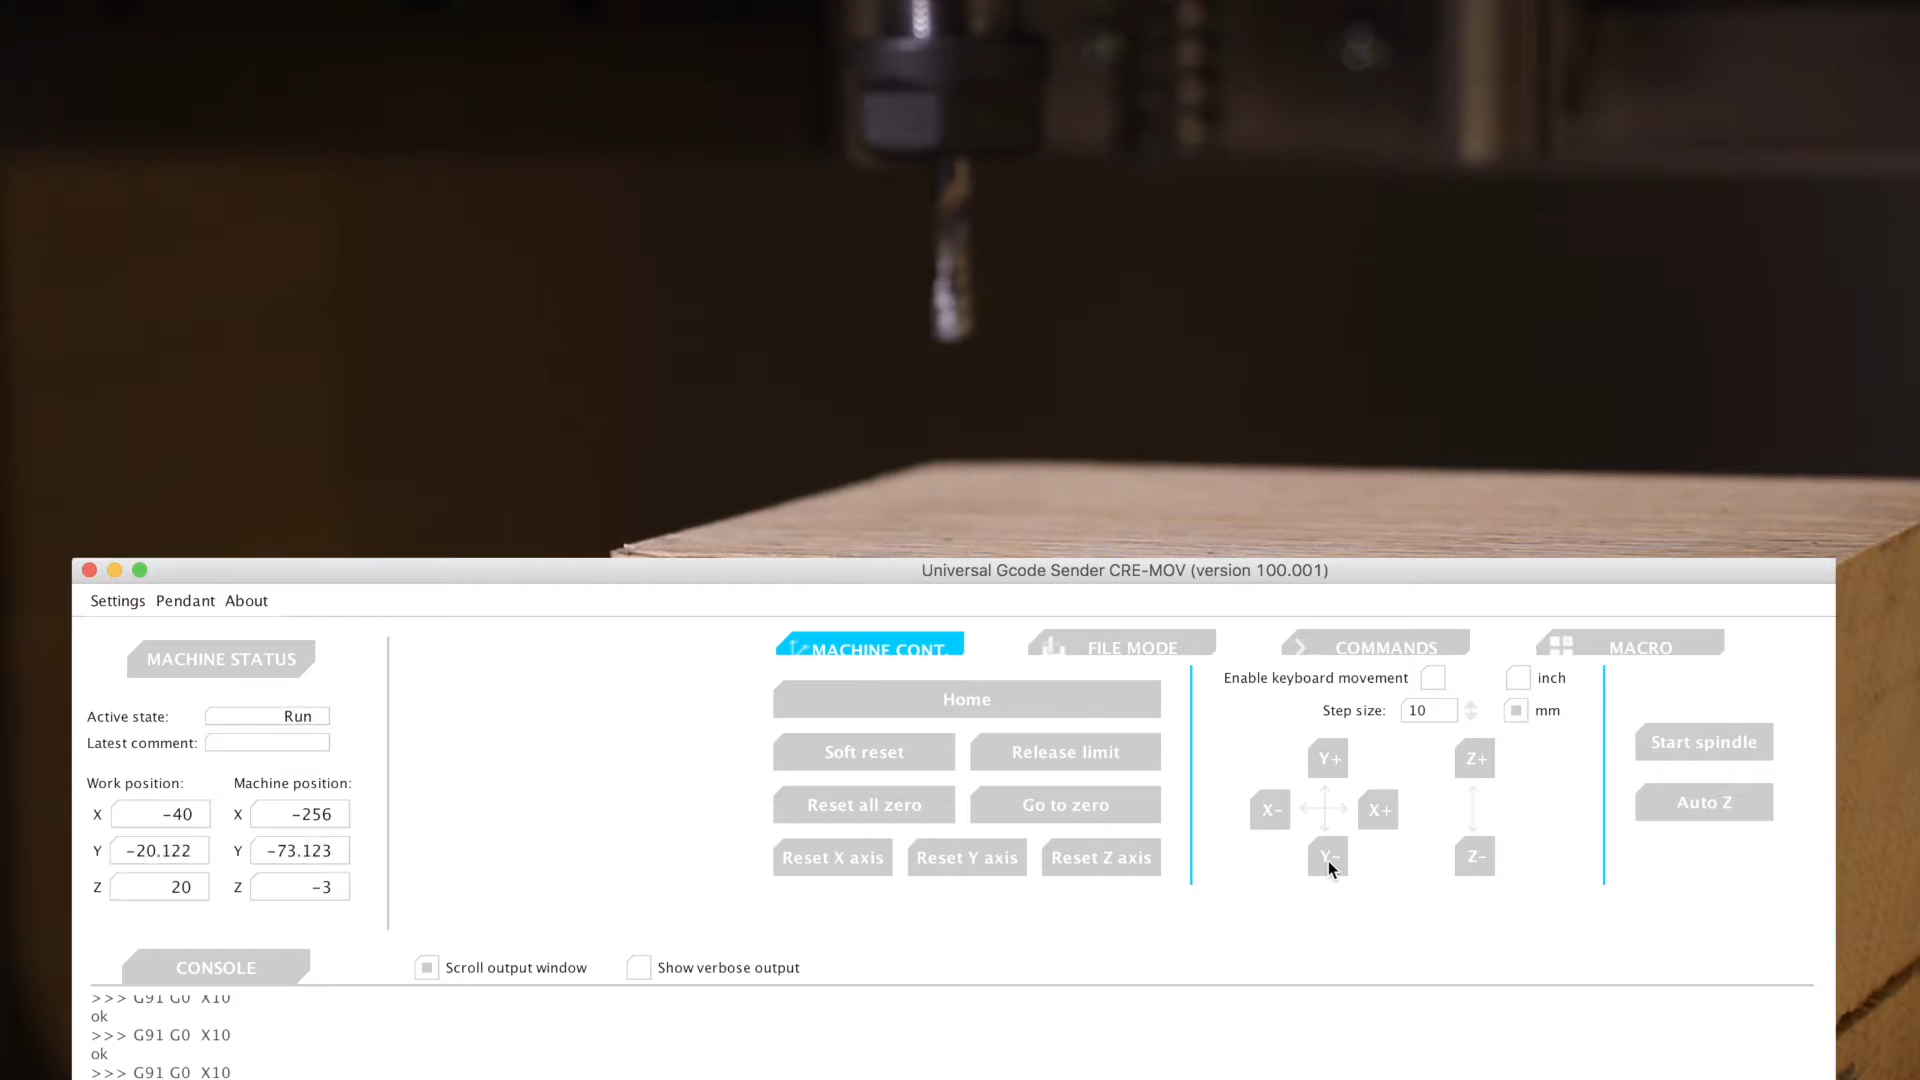 Universal Gcode Sender CRE-MOV (version 100.001)
Settings Pendant About
MACHINE STATUS
MACHINE CONT.
FILE MODE
COMMANDS
MACRO
Active state: Run
Latest comment:
Work position: Machine position:
X -40 X -256
Y -20.122 Y -73.123
Z 20 Z -3
Home
Soft reset Release limit
Reset all zero Go to zero
Reset X axis Reset Y axis Reset Z axis
Enable keyboard movement inch
Step size: 10 mm
Y+ Z+
X- X+
Y- Z-
Start spindle
Auto Z
CONSOLE Scroll output window Show verbose output
>>> G91 G0 X10
ok
>>> G91 G0 X10
ok
>>> G91 G0 X10